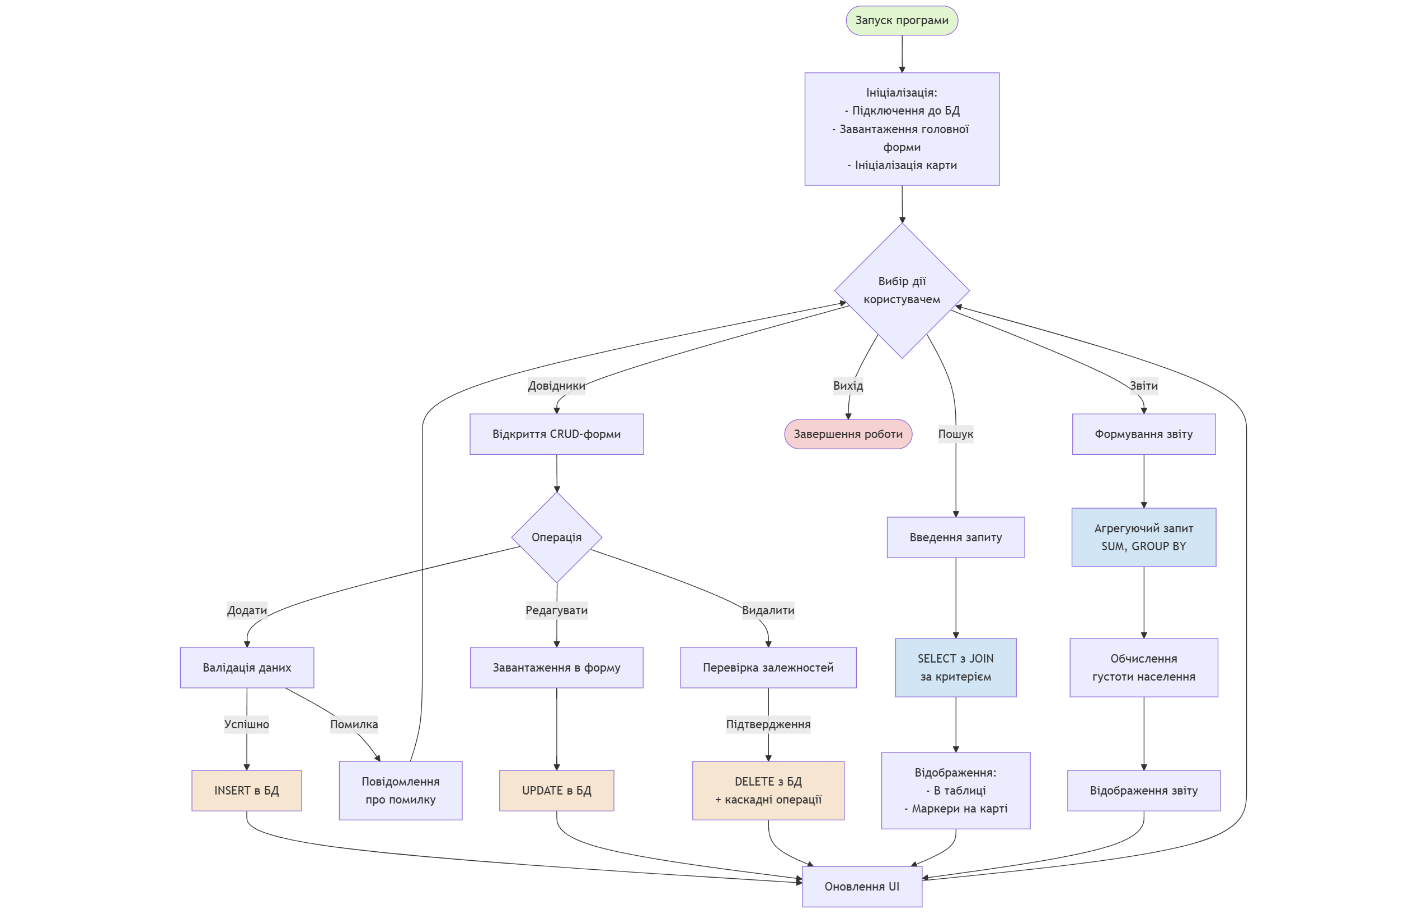 Запуск програми
Ініціалізація:
- Підключення до БД
- Завантаження головної
форми
- Ініціалізація карти
Вибір дії
користувачем
Довідники
Вихід
Пошук
Звіти
Відкриття CRUD-форми
Завершення роботи
Формування звіту
Операція
Введення запиту
Агрегуючий запит
SUM, GROUP BY
Додати
Редагувати
Видалити
Валідація даних
Завантаження в форму
Перевірка залежностей
SELECT з JOIN
за критерієм
Обчислення
густоти населення
Успішно
Помилка
Підтвердження
INSERT в БД
Повідомлення
про помилку
UPDATE в БД
DELETE з БД
+ каскадні операції
Відображення:
- В таблиці
- Маркери на карті
Відображення звіту
Оновлення UI